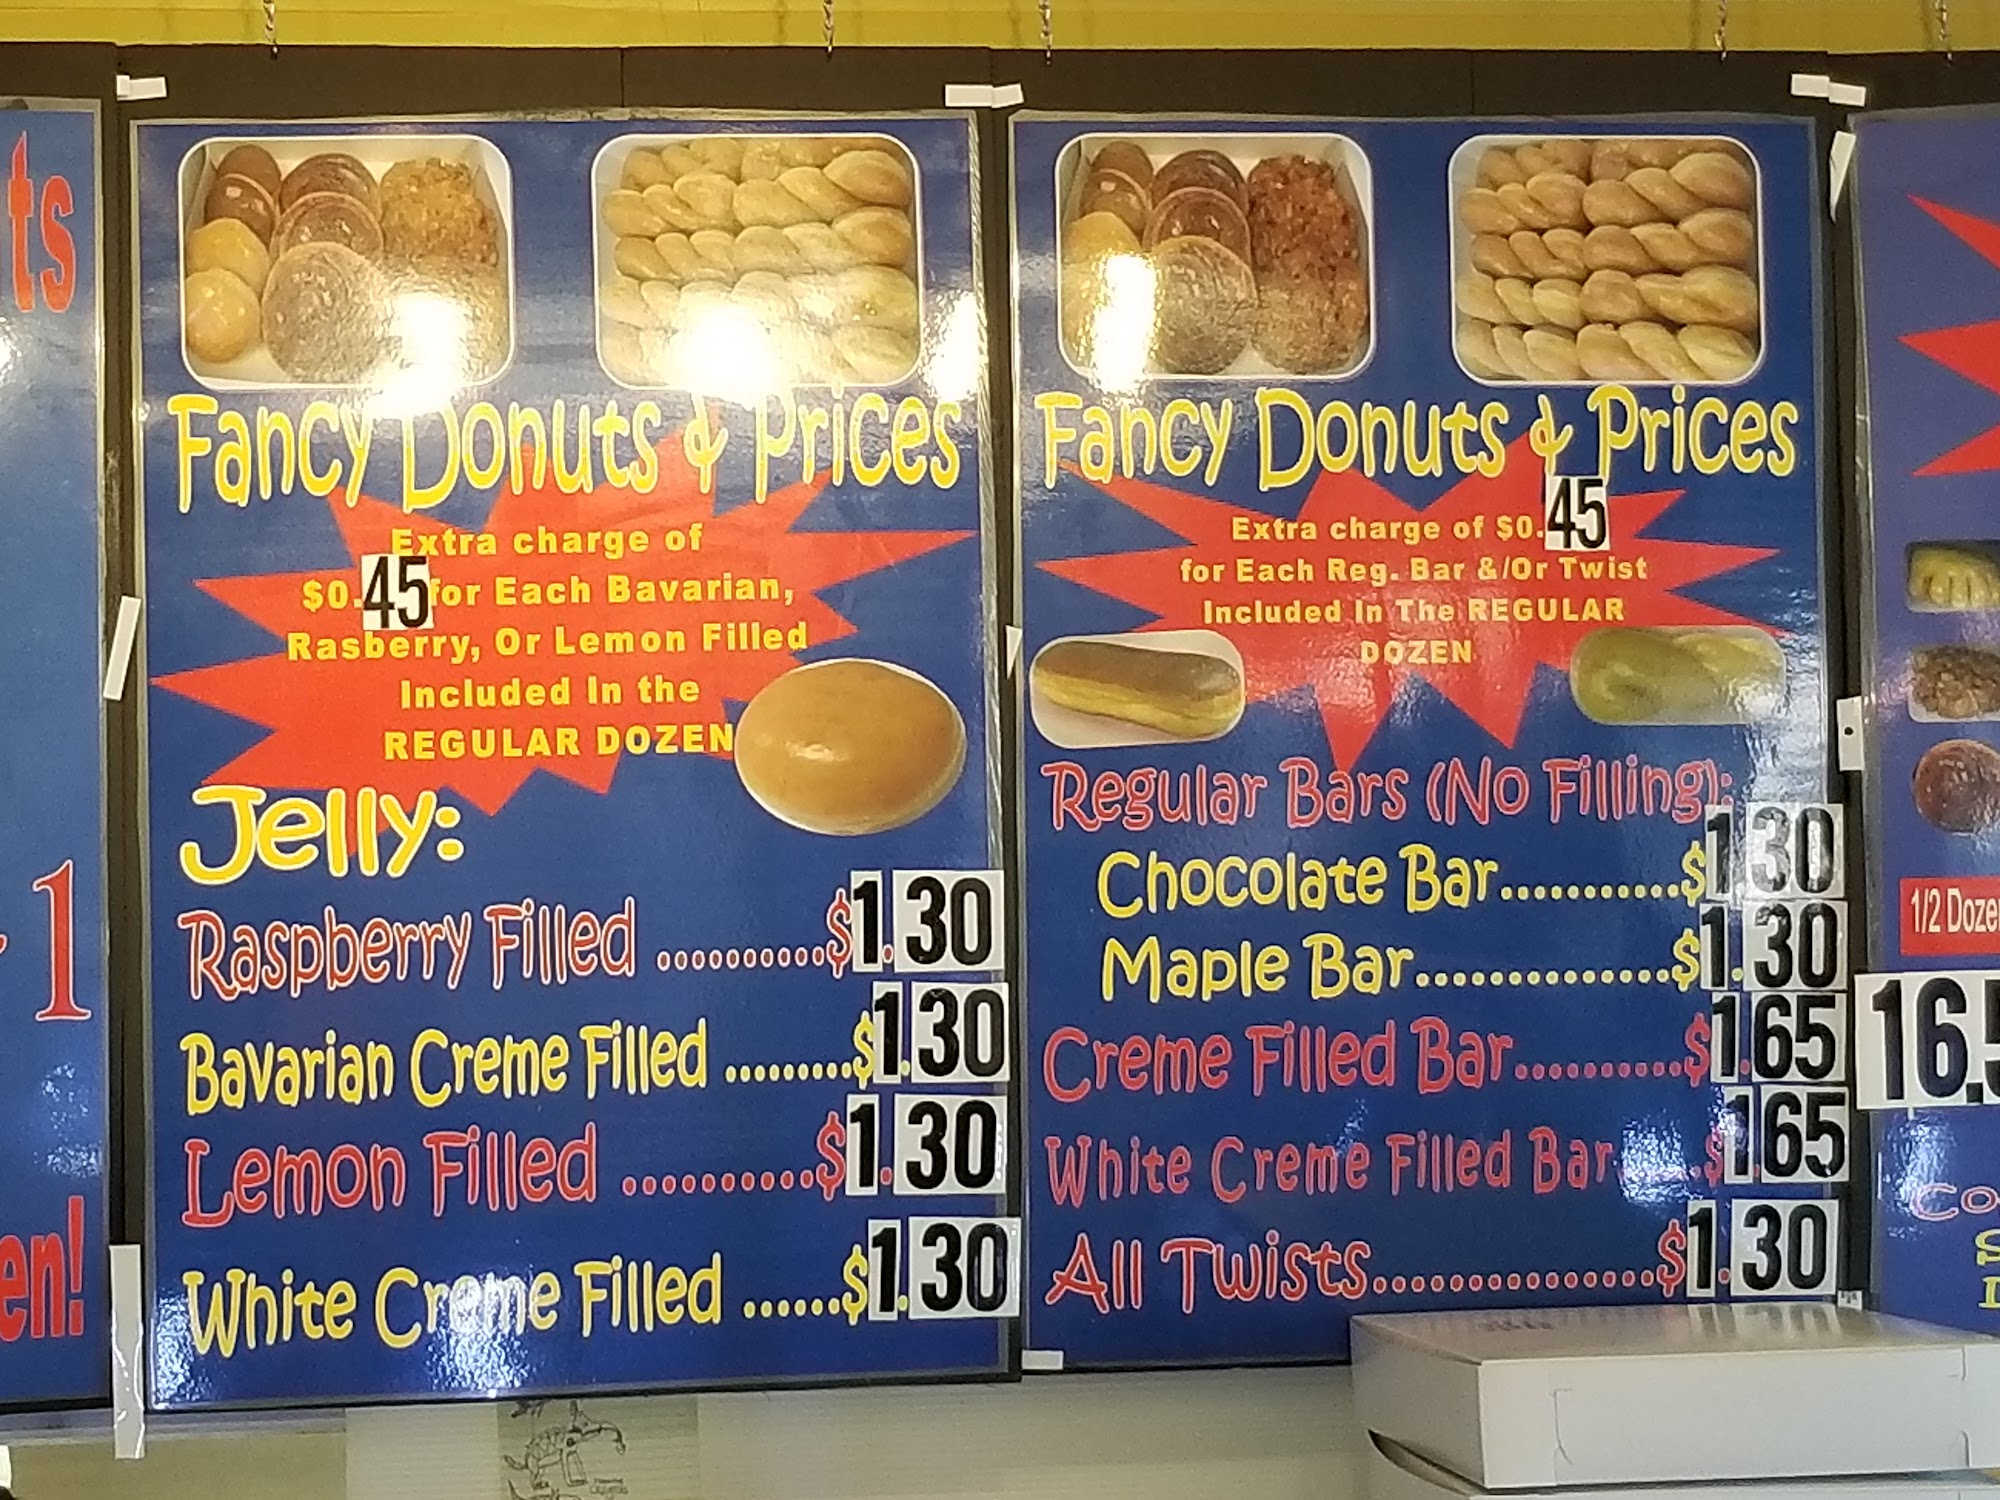 ts
1
en!
Fancy Donuts & Prices
Extra charge of
$0.45 for Each Bavarian,
Rasberry, Or Lemon Filled
Included In the
REGULAR DOZEN
Jelly:
Raspberry Filled ..........$1.30
Bavarian Creme Filled .........$1.30
Lemon Filled ..........$1.30
White Creme Filled ......$1.30
Fancy Donuts & Prices
Extra charge of $0.45
for Each Reg. Bar &/Or Twist
Included In The REGULAR
DOZEN
Regular Bars (No Filling):
Chocolate Bar...........$1.30
Maple Bar..............$1.30
Creme Filled Bar..........$1.65
White Creme Filled Bar.....$1.65
All Twists...............$1.30
1/2 Doze
16.5
Co